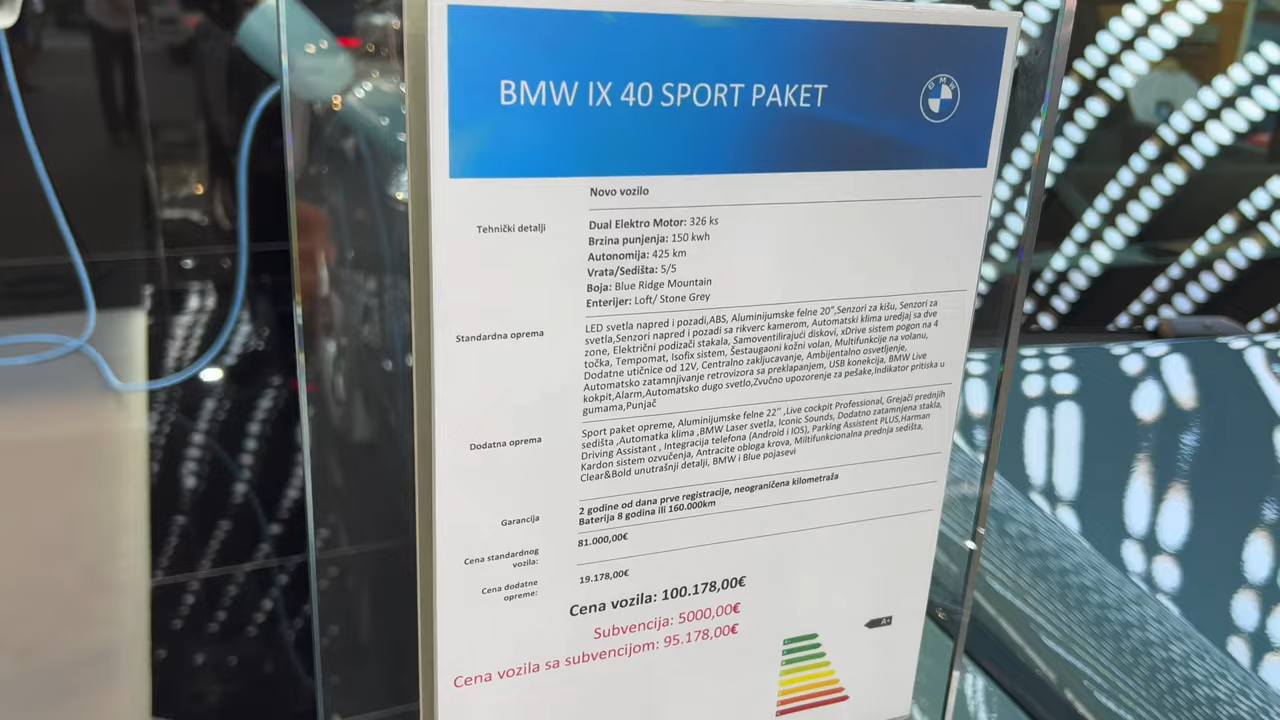 BMW IX 40 SPORT PAKET
BMW
Novo vozilo
Tehnički detalji
Dual Elektro Motor: 326 ks
Brzina punjenja: 150 kwh
Autonomija: 425 km
Vrata/Sedišta: 5/5
Boja: Blue Ridge Mountain
Enterijer: Loft/ Stone Grey
Standardna oprema
LED svetla napred i pozadi,ABS, Aluminijumske felne 20",Senzori za kišu, Senzori za
svetla,Senzori napred i pozadi sa rikverc kamerom, Automatski klima uredjaj sa dve
zone, Električni podizači stakala, Samoventilirajući diskovi, xDrive sistem pogon na 4
točka, Tempomat, Isofix sistem, Šestaugaoni kožni volan, Multifunkcije na volanu,
Dodatne utičnice od 12V, Centralno zaključavanje, Ambijentalno osvetljenje,
Automatsko zatamnjivanje retrovizora sa preklapanjem, USB konekcija, BMW Live
kokpit,Alarm,Automatsko dugo svetlo,Zvučno upozorenje za pešake,Indikator pritiska u
gumama,Punjač
Dodatna oprema
Sport paket opreme, Aluminijumske felne 22'' ,Live cockpit Professional, Grejači prednjih
sedišta ,Automatka klima ,BMW Laser svetla, Iconic Sounds, Dodatno zatamnjena stakla,
Driving Assistant , Integracija telefona (Android i IOS), Parking Assistent PLUS,Harman
Kardon sistem ozvučenja, Antracite obloga krova, Miltifunkcionalna prednja sedišta,
Clear&Bold unutrašnji detalji, BMW i Blue pojasevi
Garancija
2 godine od dana prve registracije, neograničena kilometraža
Baterija 8 godina ili 160.000km
Cena standardnog
vozila:
81.000,00€
Cena dodatne
opreme:
19.178,00€
Cena vozila: 100.178,00€
Subvencija: 5000,00€
Cena vozila sa subvencijom: 95.178,00€
A+